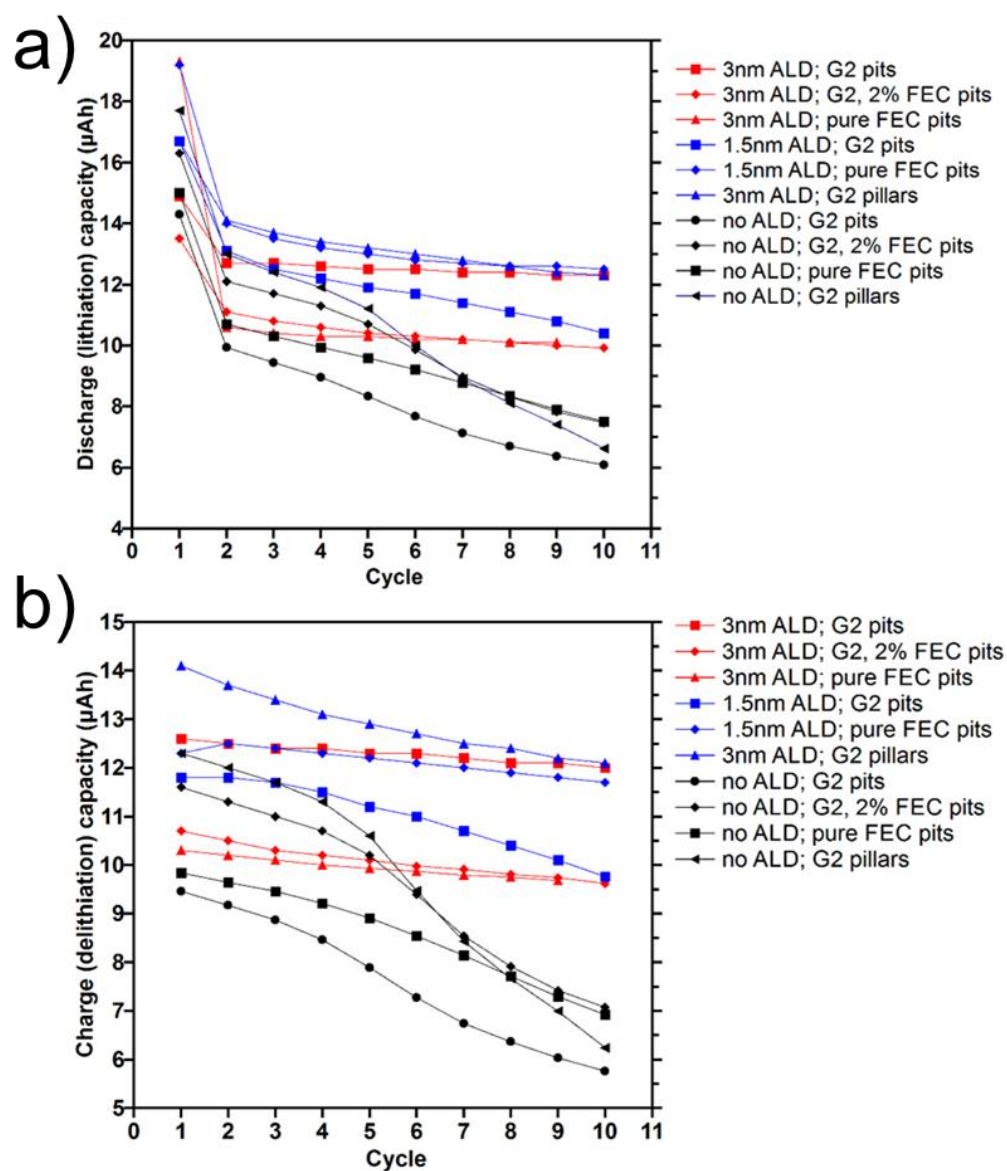 a)
20
18
16
14
12
10
8
6
4
Discharge (lithiation) capacity (µAh)
0 1 2 3 4 5 6 7 8 9 10 11
Cycle
3nm ALD; G2 pits
3nm ALD; G2, 2% FEC pits
3nm ALD; pure FEC pits
1.5nm ALD; G2 pits
1.5nm ALD; pure FEC pits
3nm ALD; G2 pillars
no ALD; G2 pits
no ALD; G2, 2% FEC pits
no ALD; pure FEC pits
no ALD; G2 pillars
b)
15
14
13
12
11
10
9
8
7
6
5
Charge (delithiation) capacity (µAh)
0 1 2 3 4 5 6 7 8 9 10 11
Cycle
3nm ALD; G2 pits
3nm ALD; G2, 2% FEC pits
3nm ALD; pure FEC pits
1.5nm ALD; G2 pits
1.5nm ALD; pure FEC pits
3nm ALD; G2 pillars
no ALD; G2 pits
no ALD; G2, 2% FEC pits
no ALD; pure FEC pits
no ALD; G2 pillars